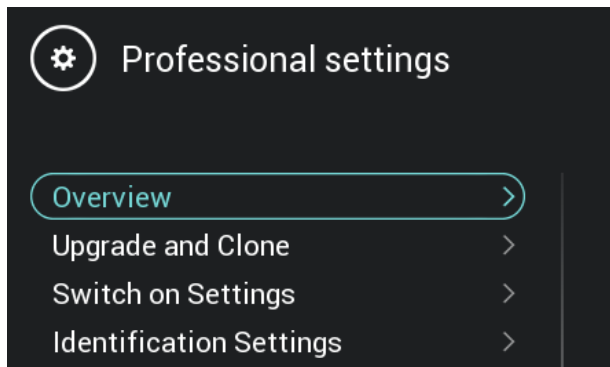 Professional settings
Overview
Upgrade and Clone
Switch on Settings
Identification Settings